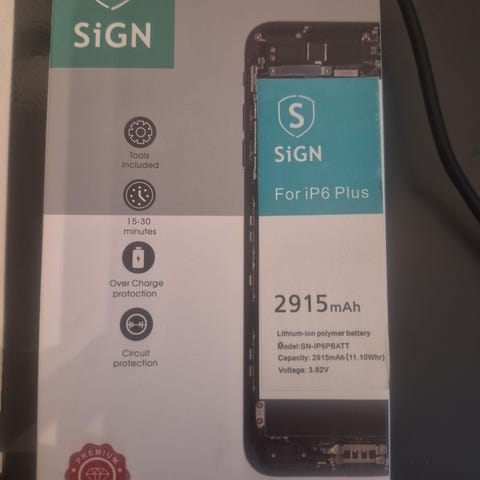 SiGN
Tools
included
15-30
minutes
Over Charge
protoction
Circuit
protection
PREMIUM
S
SiGN
For iP6 Plus
2915mAh
Lithium-ion polymer battery
Model:SN-IP6PBATT
Capacity: 2915mAh(11.10Whr)
Voltage: 3.82V